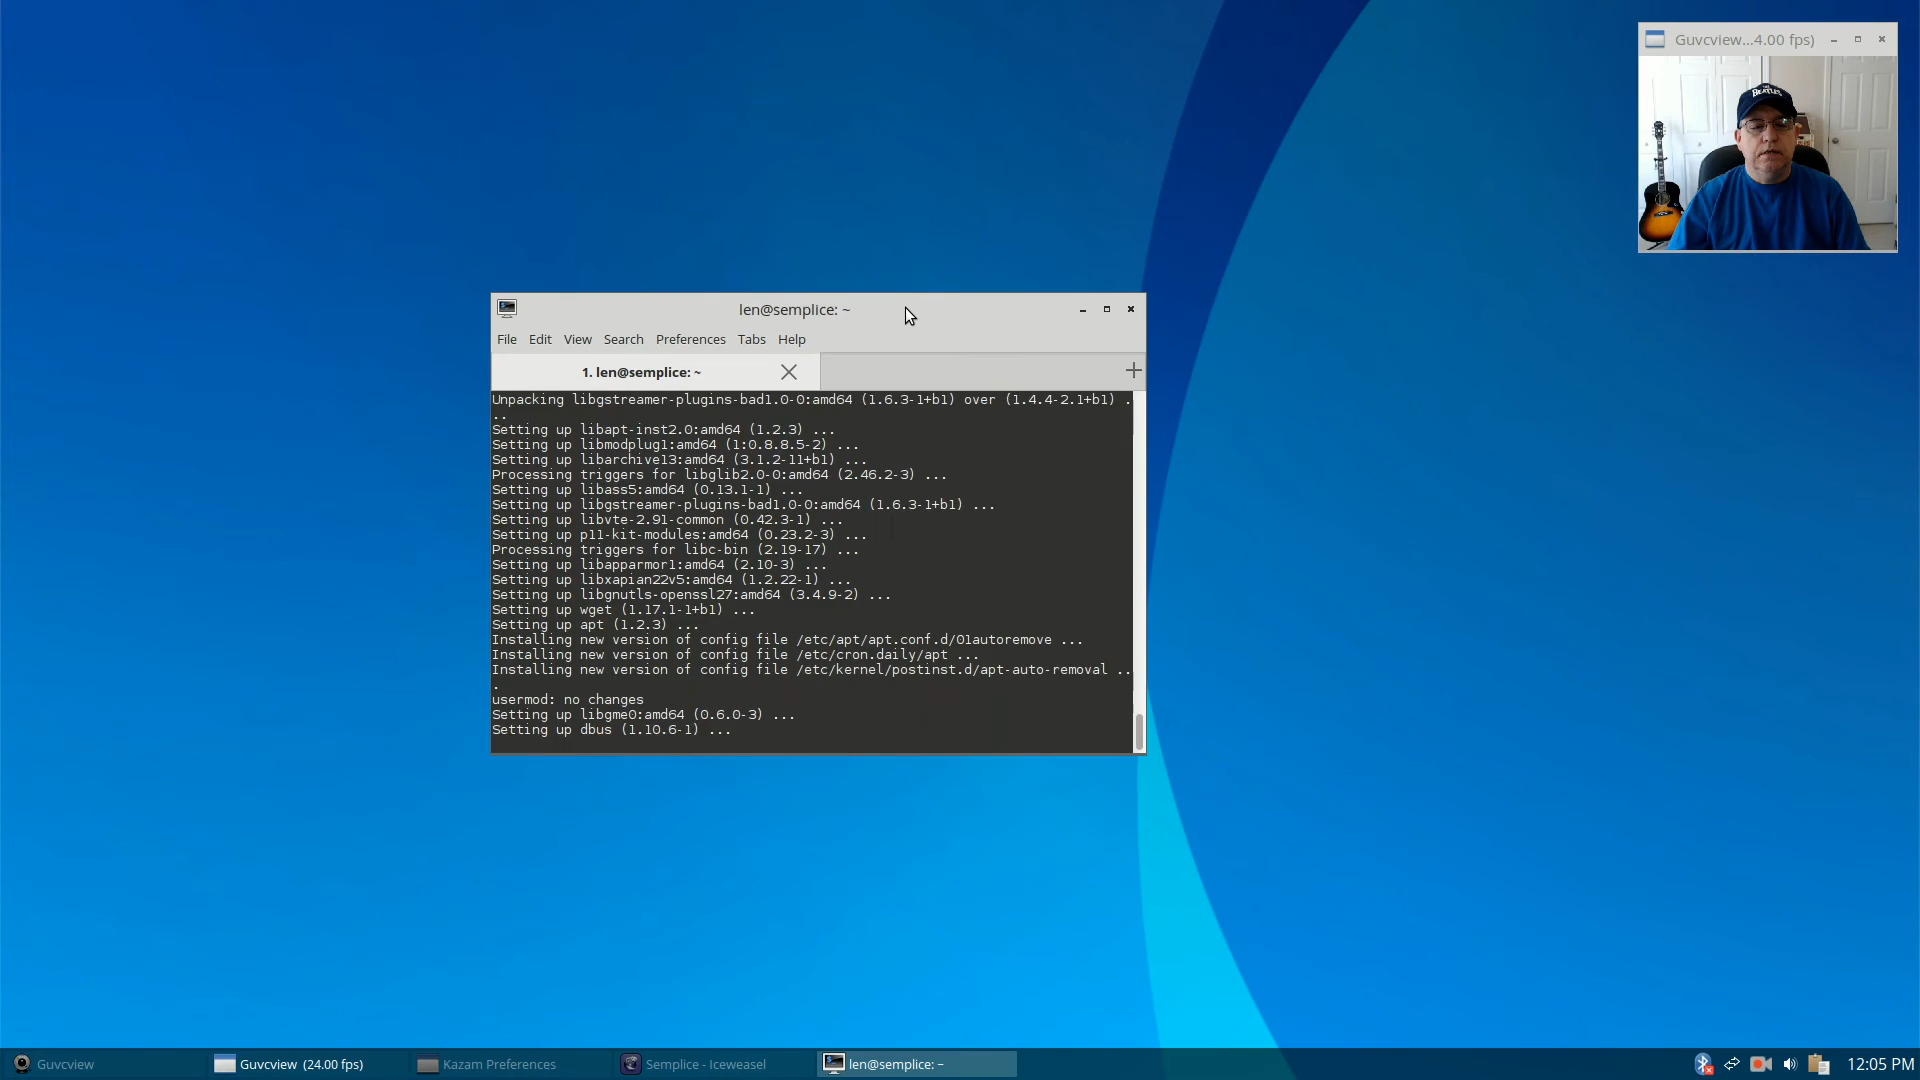 Guvcview...4.00 fps)
BEATLES
len@semplice: ~
File Edit View Search Preferences Tabs Help
1. len@semplice: ~
Unpacking libgstreamer-plugins-bad1.0-0:amd64 (1.6.3-1+b1) over (1.4.4-2.1+b1) .
..
Setting up libapt-inst2.0:amd64 (1.2.3) ...
Setting up libmodplug1:amd64 (1:0.8.8.5-2) ...
Setting up libarchive13:amd64 (3.1.2-11+b1) ...
Processing triggers for libglib2.0-0:amd64 (2.46.2-3) ...
Setting up libass5:amd64 (0.13.1-1) ...
Setting up libgstreamer-plugins-bad1.0-0:amd64 (1.6.3-1+b1) ...
Setting up libvte-2.91-common (0.42.3-1) ...
Setting up p11-kit-modules:amd64 (0.23.2-3) ...
Processing triggers for libc-bin (2.19-17) ...
Setting up libapparmor1:amd64 (2.10-3) ...
Setting up libxapian22v5:amd64 (1.2.22-1) ...
Setting up libgnutls-openssl27:amd64 (3.4.9-2) ...
Setting up wget (1.17.1-1+b1) ...
Setting up apt (1.2.3) ...
Installing new version of config file /etc/apt/apt.conf.d/01autoremove ...
Installing new version of config file /etc/cron.daily/apt ...
Installing new version of config file /etc/kernel/postinst.d/apt-auto-removal ..
.
usermod: no changes
Setting up libgme0:amd64 (0.6.0-3) ...
Setting up dbus (1.10.6-1) ...
Guvcview Guvcview (24.00 fps) Kazam Preferences Semplice - Iceweasel len@semplice: ~ 12:05 PM